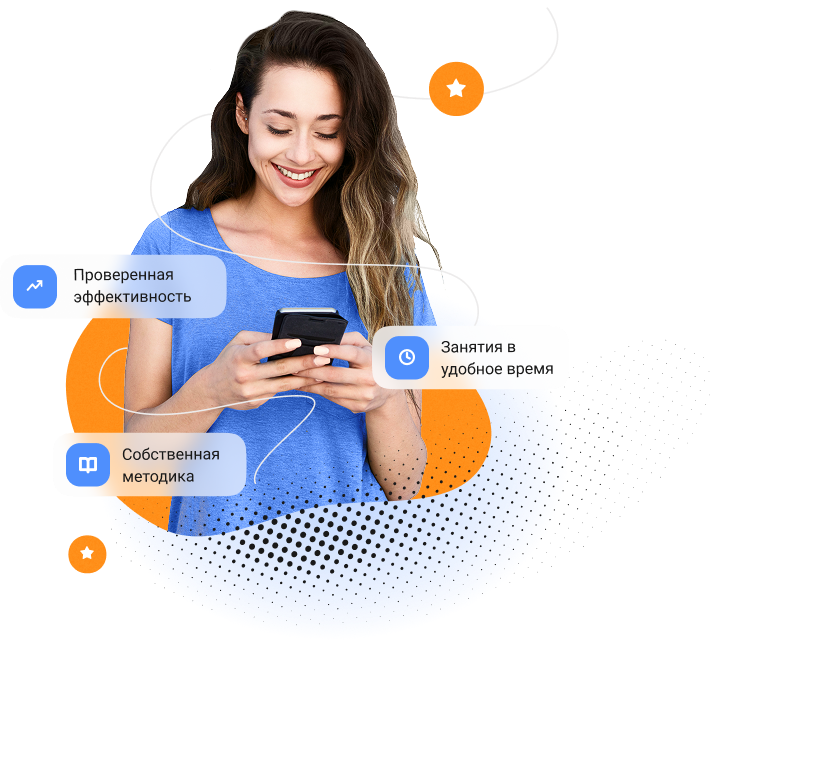 Проверенная
эффективность
Занятия в
удобное время
Собственная
методика